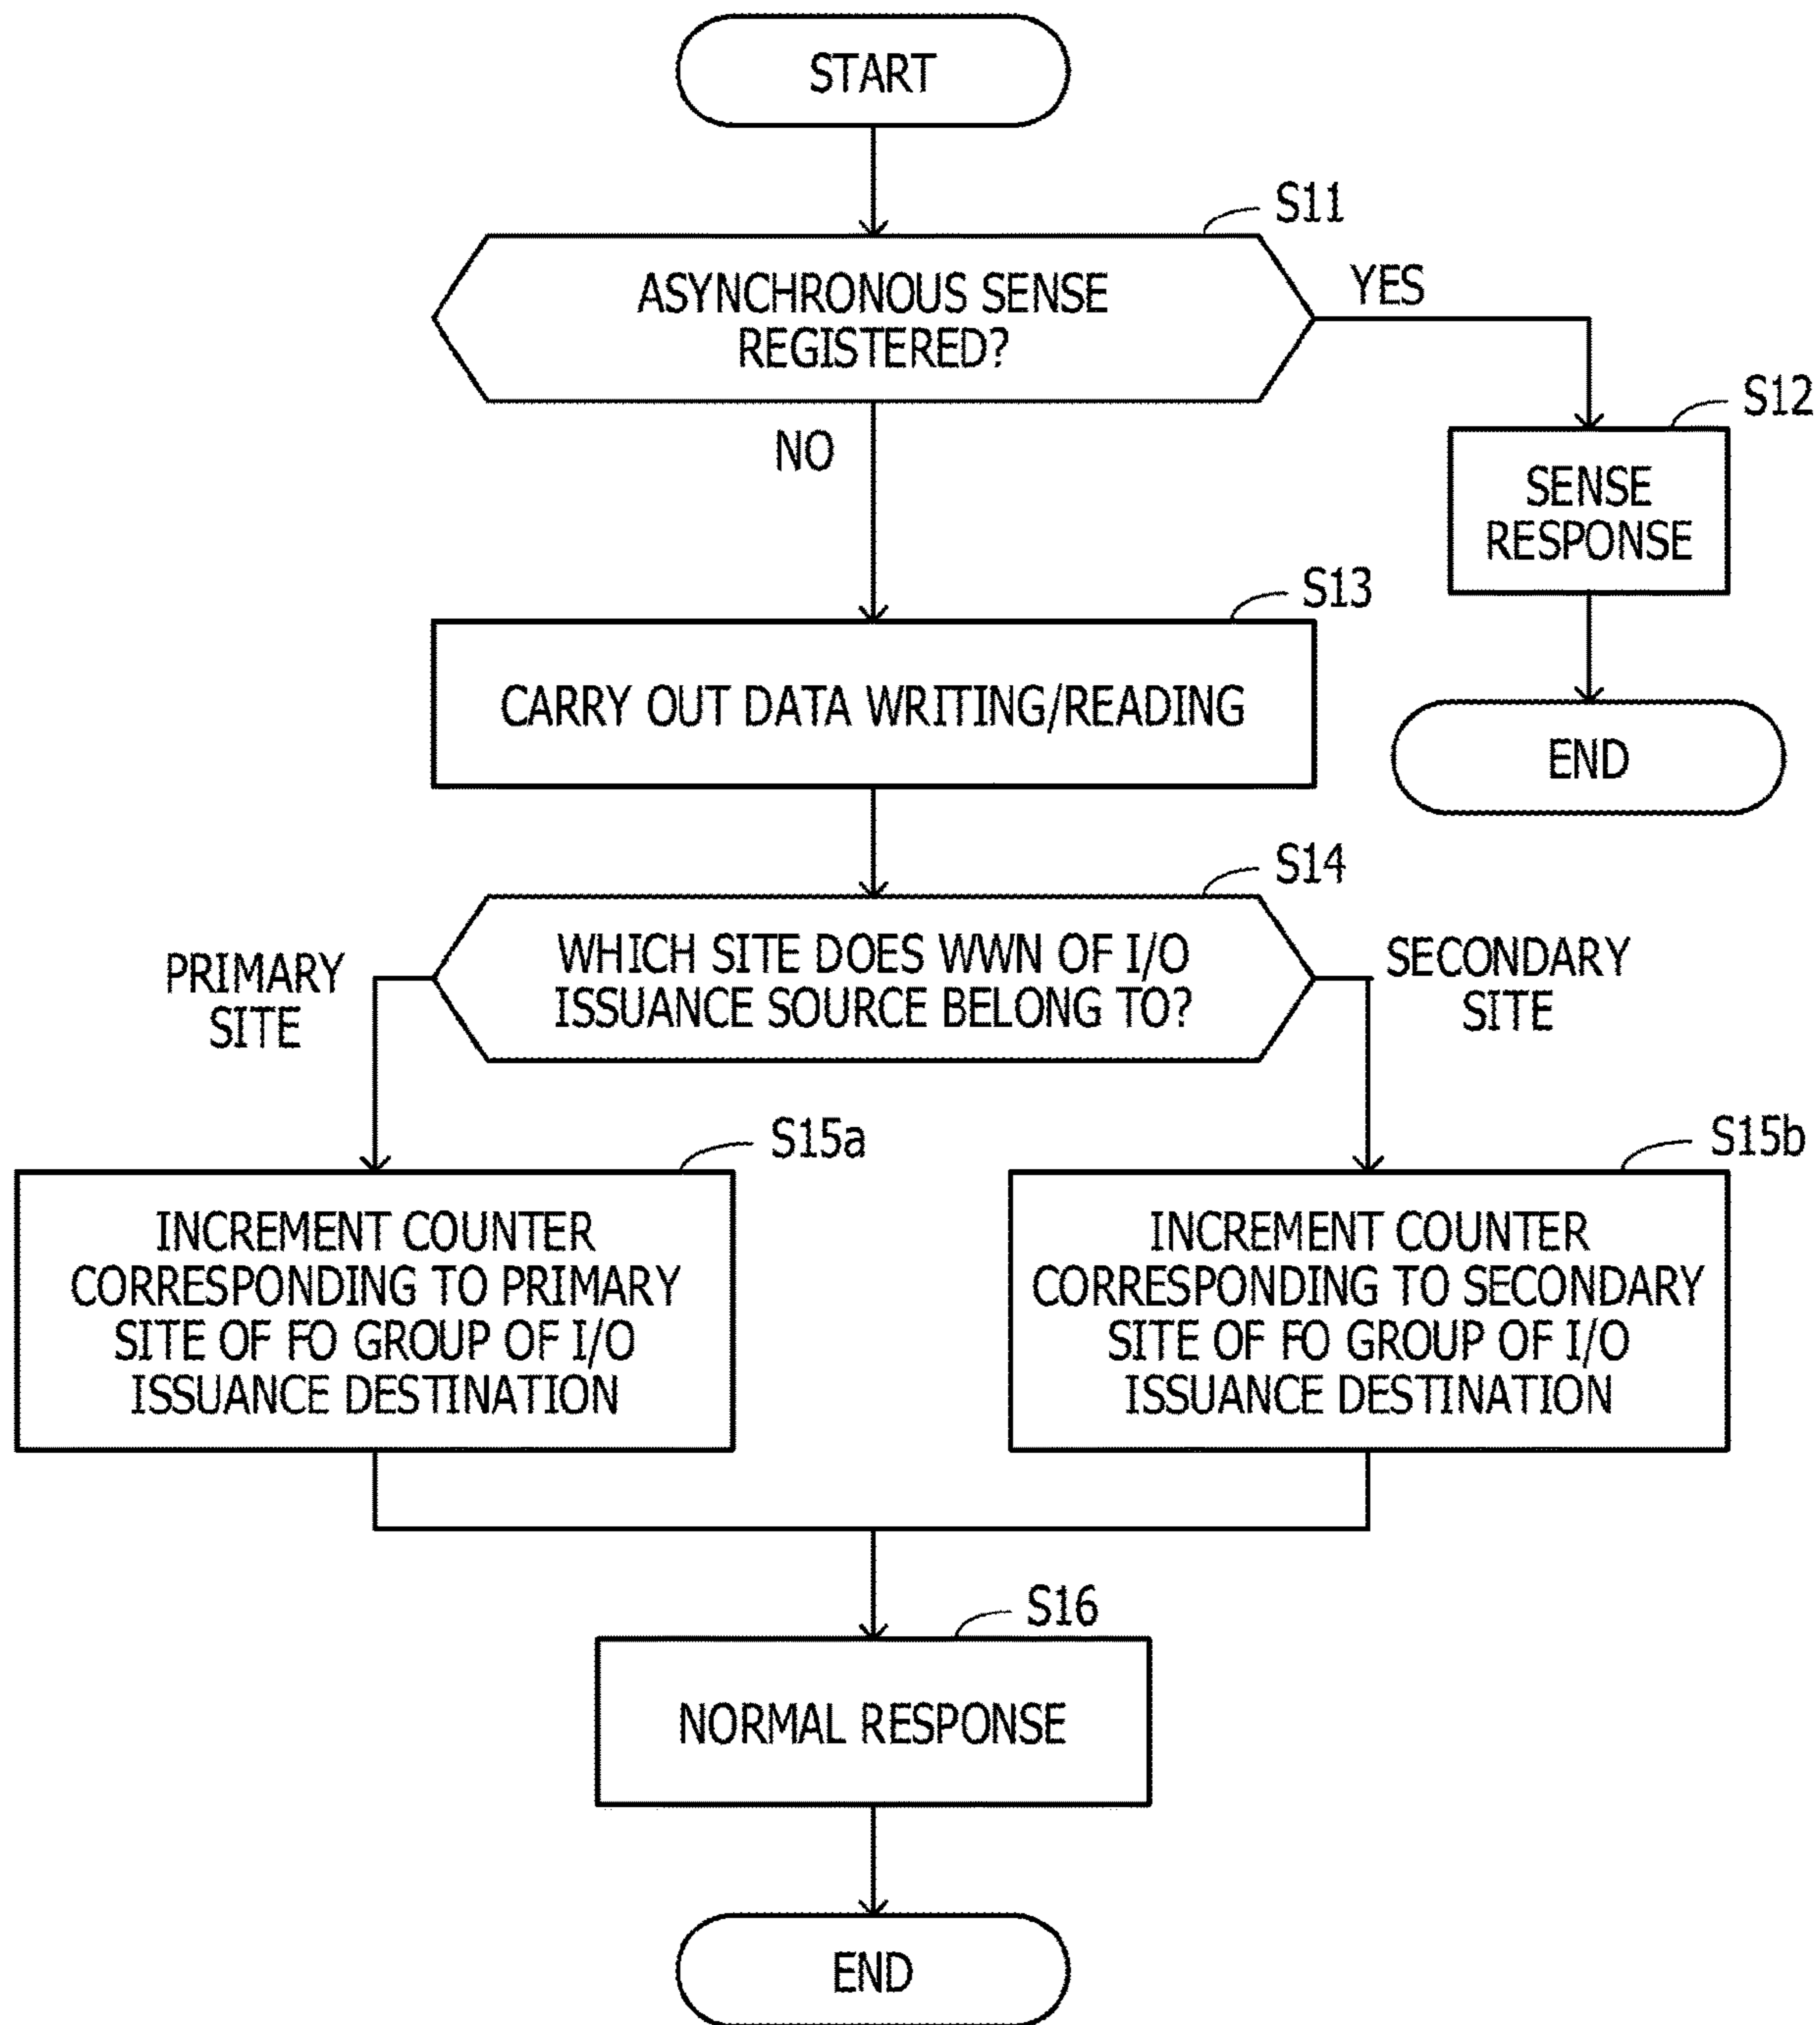 START
S11
ASYNCHRONOUS SENSE
REGISTERED?
YES
NO
S12
SENSE
RESPONSE
END
S13
CARRY OUT DATA WRITING/READING
S14
WHICH SITE DOES WWN OF I/O
ISSUANCE SOURCE BELONG TO?
PRIMARY
SITE
SECONDARY
SITE
S15a
INCREMENT COUNTER
CORRESPONDING TO PRIMARY
SITE OF FO GROUP OF I/O
ISSUANCE DESTINATION
S15b
INCREMENT COUNTER
CORRESPONDING TO SECONDARY
SITE OF FO GROUP OF I/O
ISSUANCE DESTINATION
S16
NORMAL RESPONSE
END